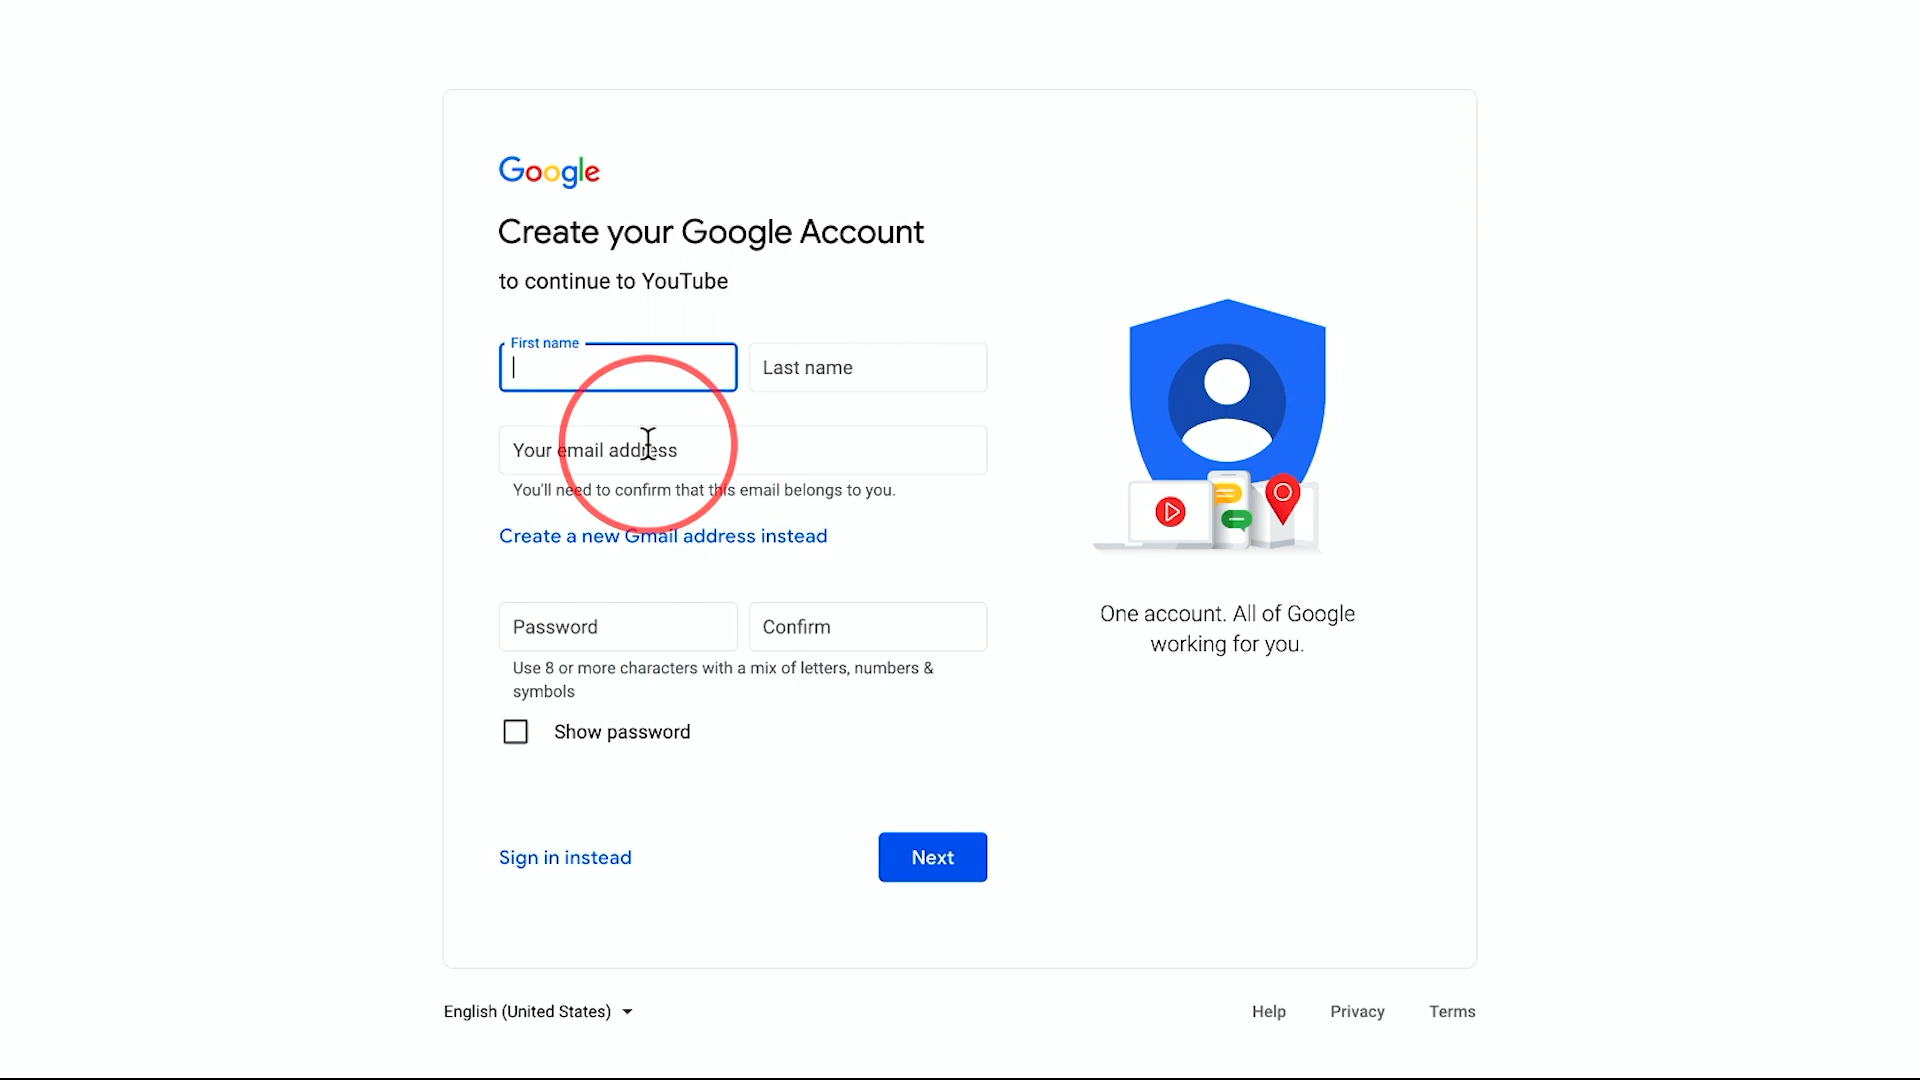 Google
Create your Google Account
to continue to YouTube
First name
Last name
Your email address
You'll need to confirm that this email belongs to you.
Create a new Gmail address instead
Password
Confirm
Use 8 or more characters with a mix of letters, numbers &
symbols
Show password
Sign in instead
Next
One account. All of Google
working for you.
English (United States)
Help
Privacy
Terms